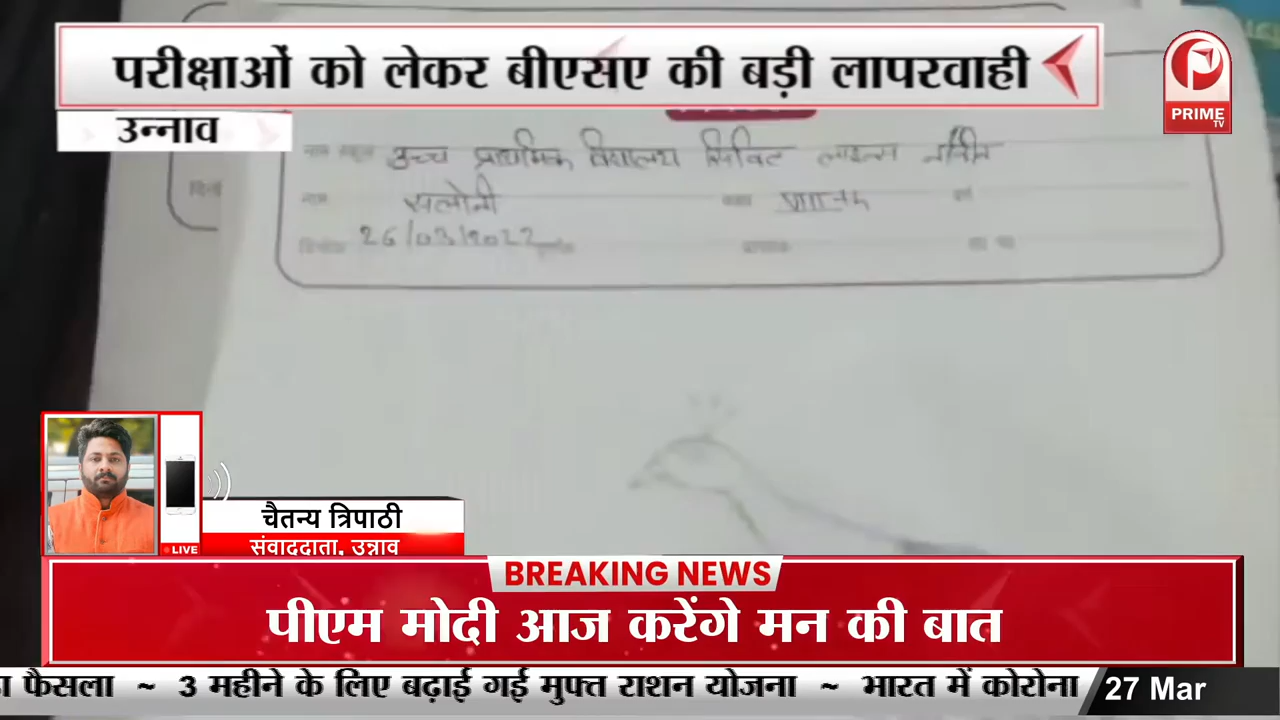 परीक्षाओं को लेकर बीएसए की बड़ी लापरवाही
PRIME TV
उन्नाव
उच्च प्राथमिक विद्यालय सिविल लाइन्स
नाम सलोनी
26/03/2022
चैतन्य त्रिपाठी
LIVE
संवाददाता, उन्नाव
BREAKING NEWS
पीएम मोदी आज करेंगे मन की बात
फैसला ~ 3 महीने के लिए बढ़ाई गई मुफ्त राशन योजना ~ भारत में कोरोना
27 Mar